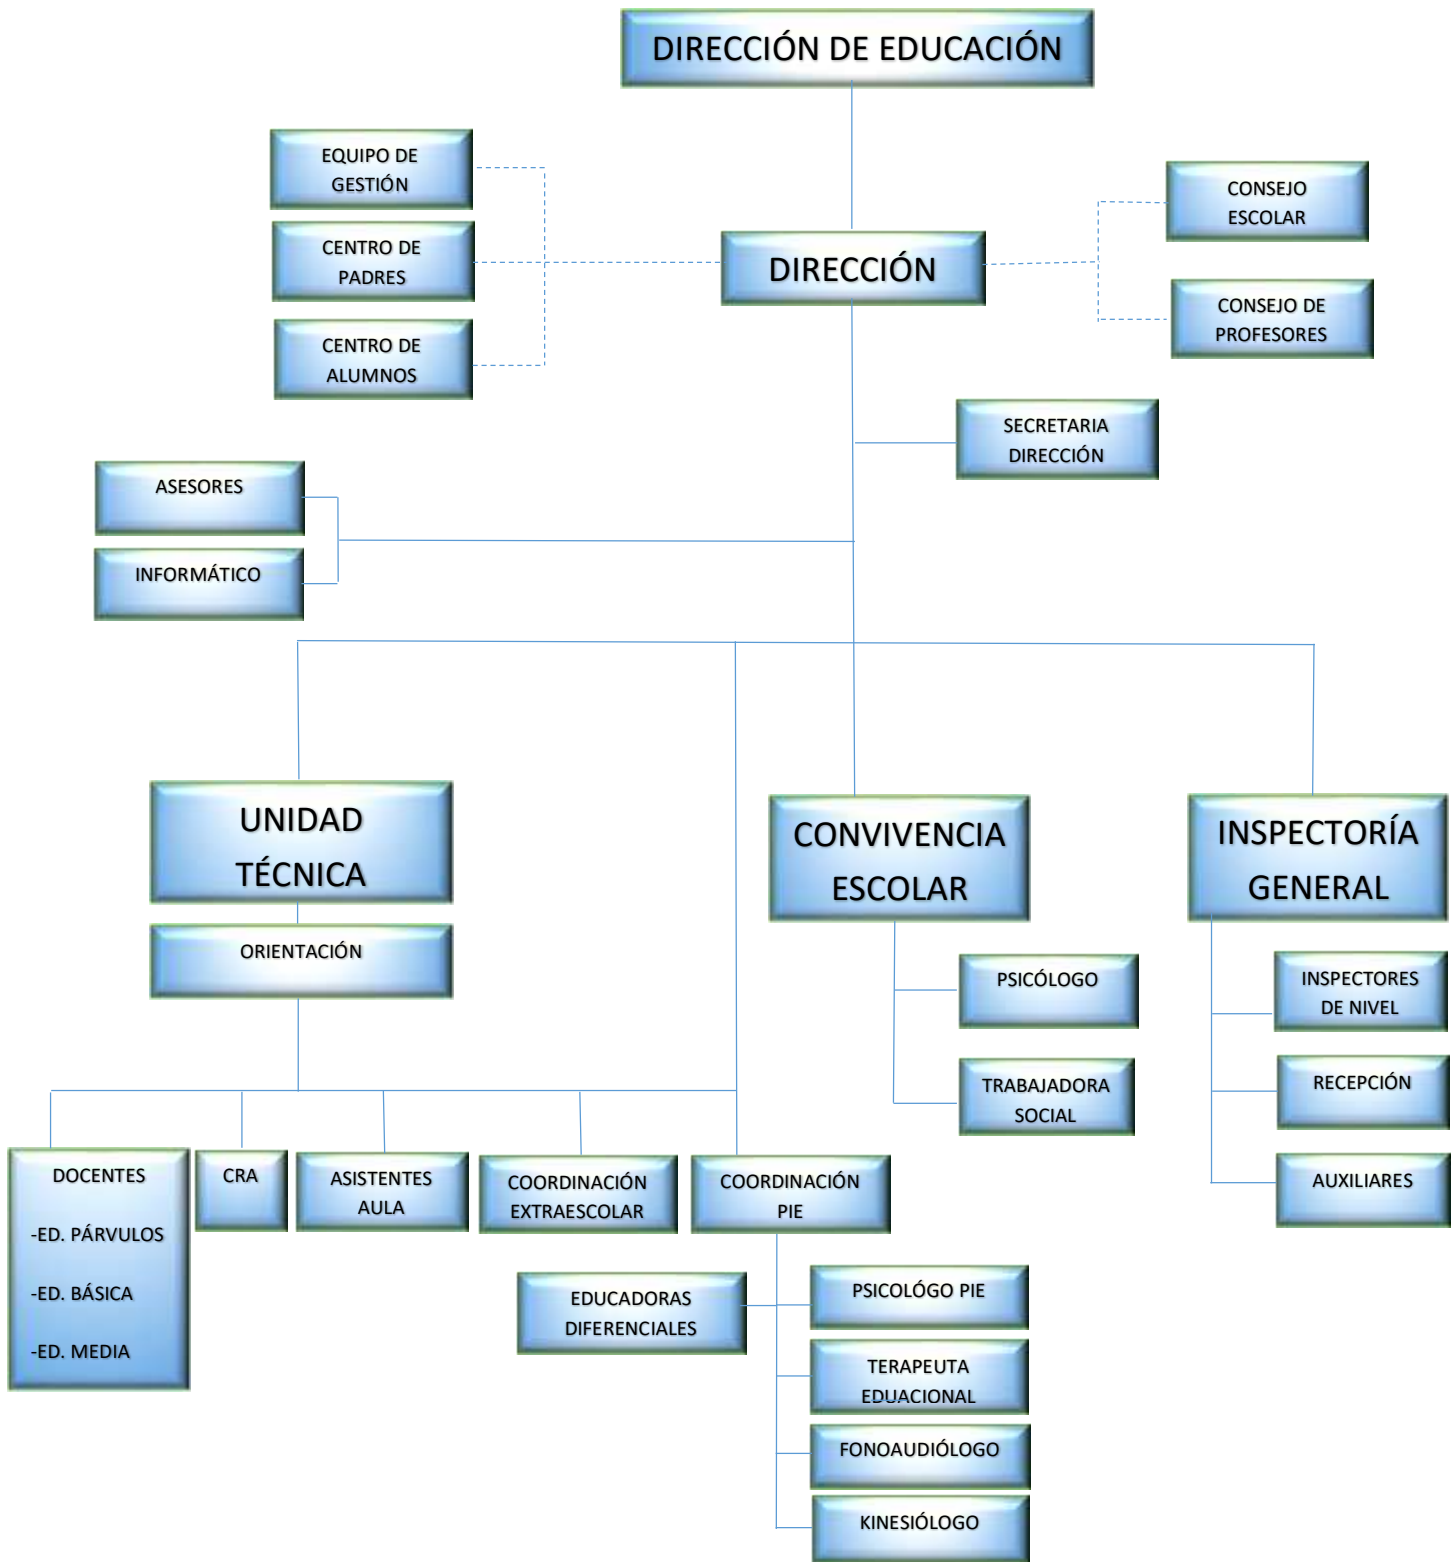 DIRECCIÓN DE EDUCACIÓN
EQUIPO DE
GESTIÓN
CENTRO DE
PADRES
CENTRO DE
ALUMNOS
DIRECCIÓN
CONSEJO
ESCOLAR
CONSEJO DE
PROFESORES
SECRETARIA
DIRECCIÓN
ASESORES
INFORMÁTICO
UNIDAD
TÉCNICA
ORIENTACIÓN
CONVIVENCIA
ESCOLAR
PSICÓLOGO
TRABAJADORA
SOCIAL
INSPECTORÍA
GENERAL
INSPECTORES
DE NIVEL
RECEPCIÓN
AUXILIARES
DOCENTES
-ED. PÁRVULOS
-ED. BÁSICA
-ED. MEDIA
CRA
ASISTENTES
AULA
COORDINACIÓN
EXTRAESCOLAR
COORDINACIÓN
PIE
EDUCADORAS
DIFERENCIALES
PSICOLÓGO PIE
TERAPEUTA
EDUACIONAL
FONOAUDIÓLOGO
KINESIÓLOGO